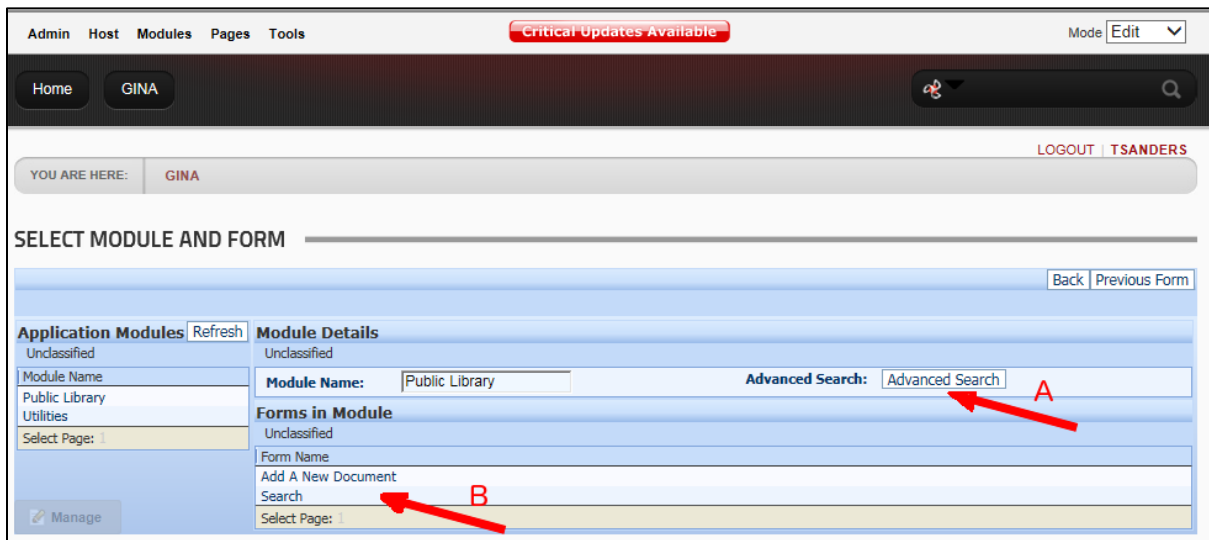 Admin Host Modules Pages Tools Critical Updates Available Mode Edit
Home GINA
LOGOUT | TSANDERS
YOU ARE HERE: GINA
SELECT MODULE AND FORM
Back Previous Form
Application Modules Refresh
Unclassified
Module Name
Public Library
Utilities
Select Page: 1
Manage
Module Details
Unclassified
Module Name: Public Library Advanced Search: Advanced Search
A
Forms in Module
Unclassified
Form Name
Add A New Document
Search
B
Select Page: 1